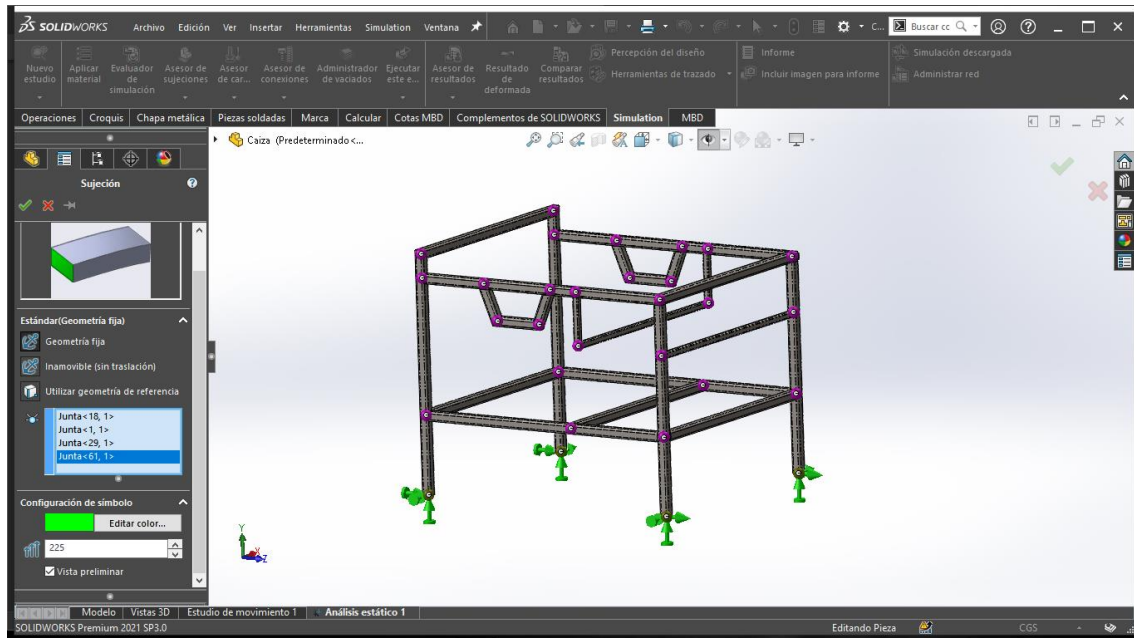 SOLIDWORKS Archivo Edición Ver Insertar Herramientas Simulation Ventana C... Buscar cc
Nuevo estudio
Aplicar material
Evaluador de simulación
Asesor de sujeciones
Asesor de car...
Asesor de conexiones
Administrador de vaciados
Ejecutar este e...
Asesor de resultados
Resultado de deformada
Comparar resultados
Percepción del diseño
Herramientas de trazado
Informe
Incluir imagen para informe
Simulación descargada
Administrar red
Operaciones Croquis Chapa metálica Piezas soldadas Marca Calcular Cotas MBD Complementos de SOLIDWORKS Simulation MBD
Caiza (Predeterminado<...
Sujeción
Estándar(Geometría fija)
Geometría fija
Inamovible (sin traslación)
Utilizar geometría de referencia
Junta<18, 1>
Junta<1, 1>
Junta<29, 1>
Junta<61, 1>
Configuración de símbolo
Editar color...
225
Vista preliminar
Y
X
Z
Modelo Vistas 3D Estudio de movimiento 1 Análisis estático 1
SOLIDWORKS Premium 2021 SP3.0 Editando Pieza CGS